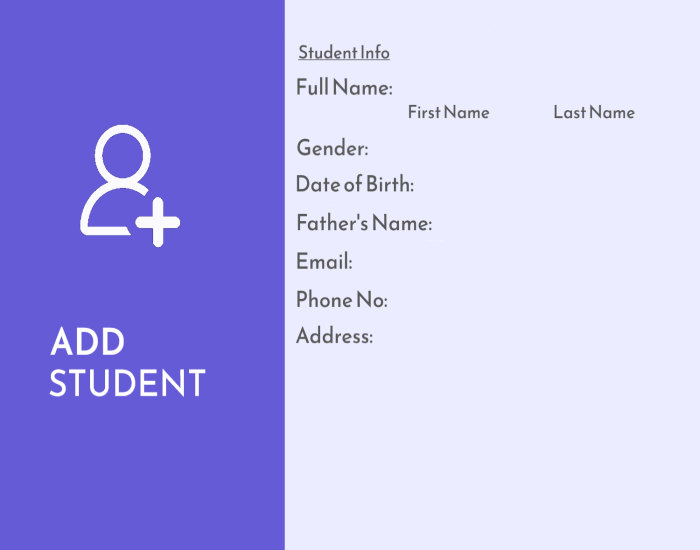 ADD
STUDENT
Student Info
Full Name:
First Name Last Name
Gender:
Date of Birth:
Father's Name:
Email:
Phone No:
Address: